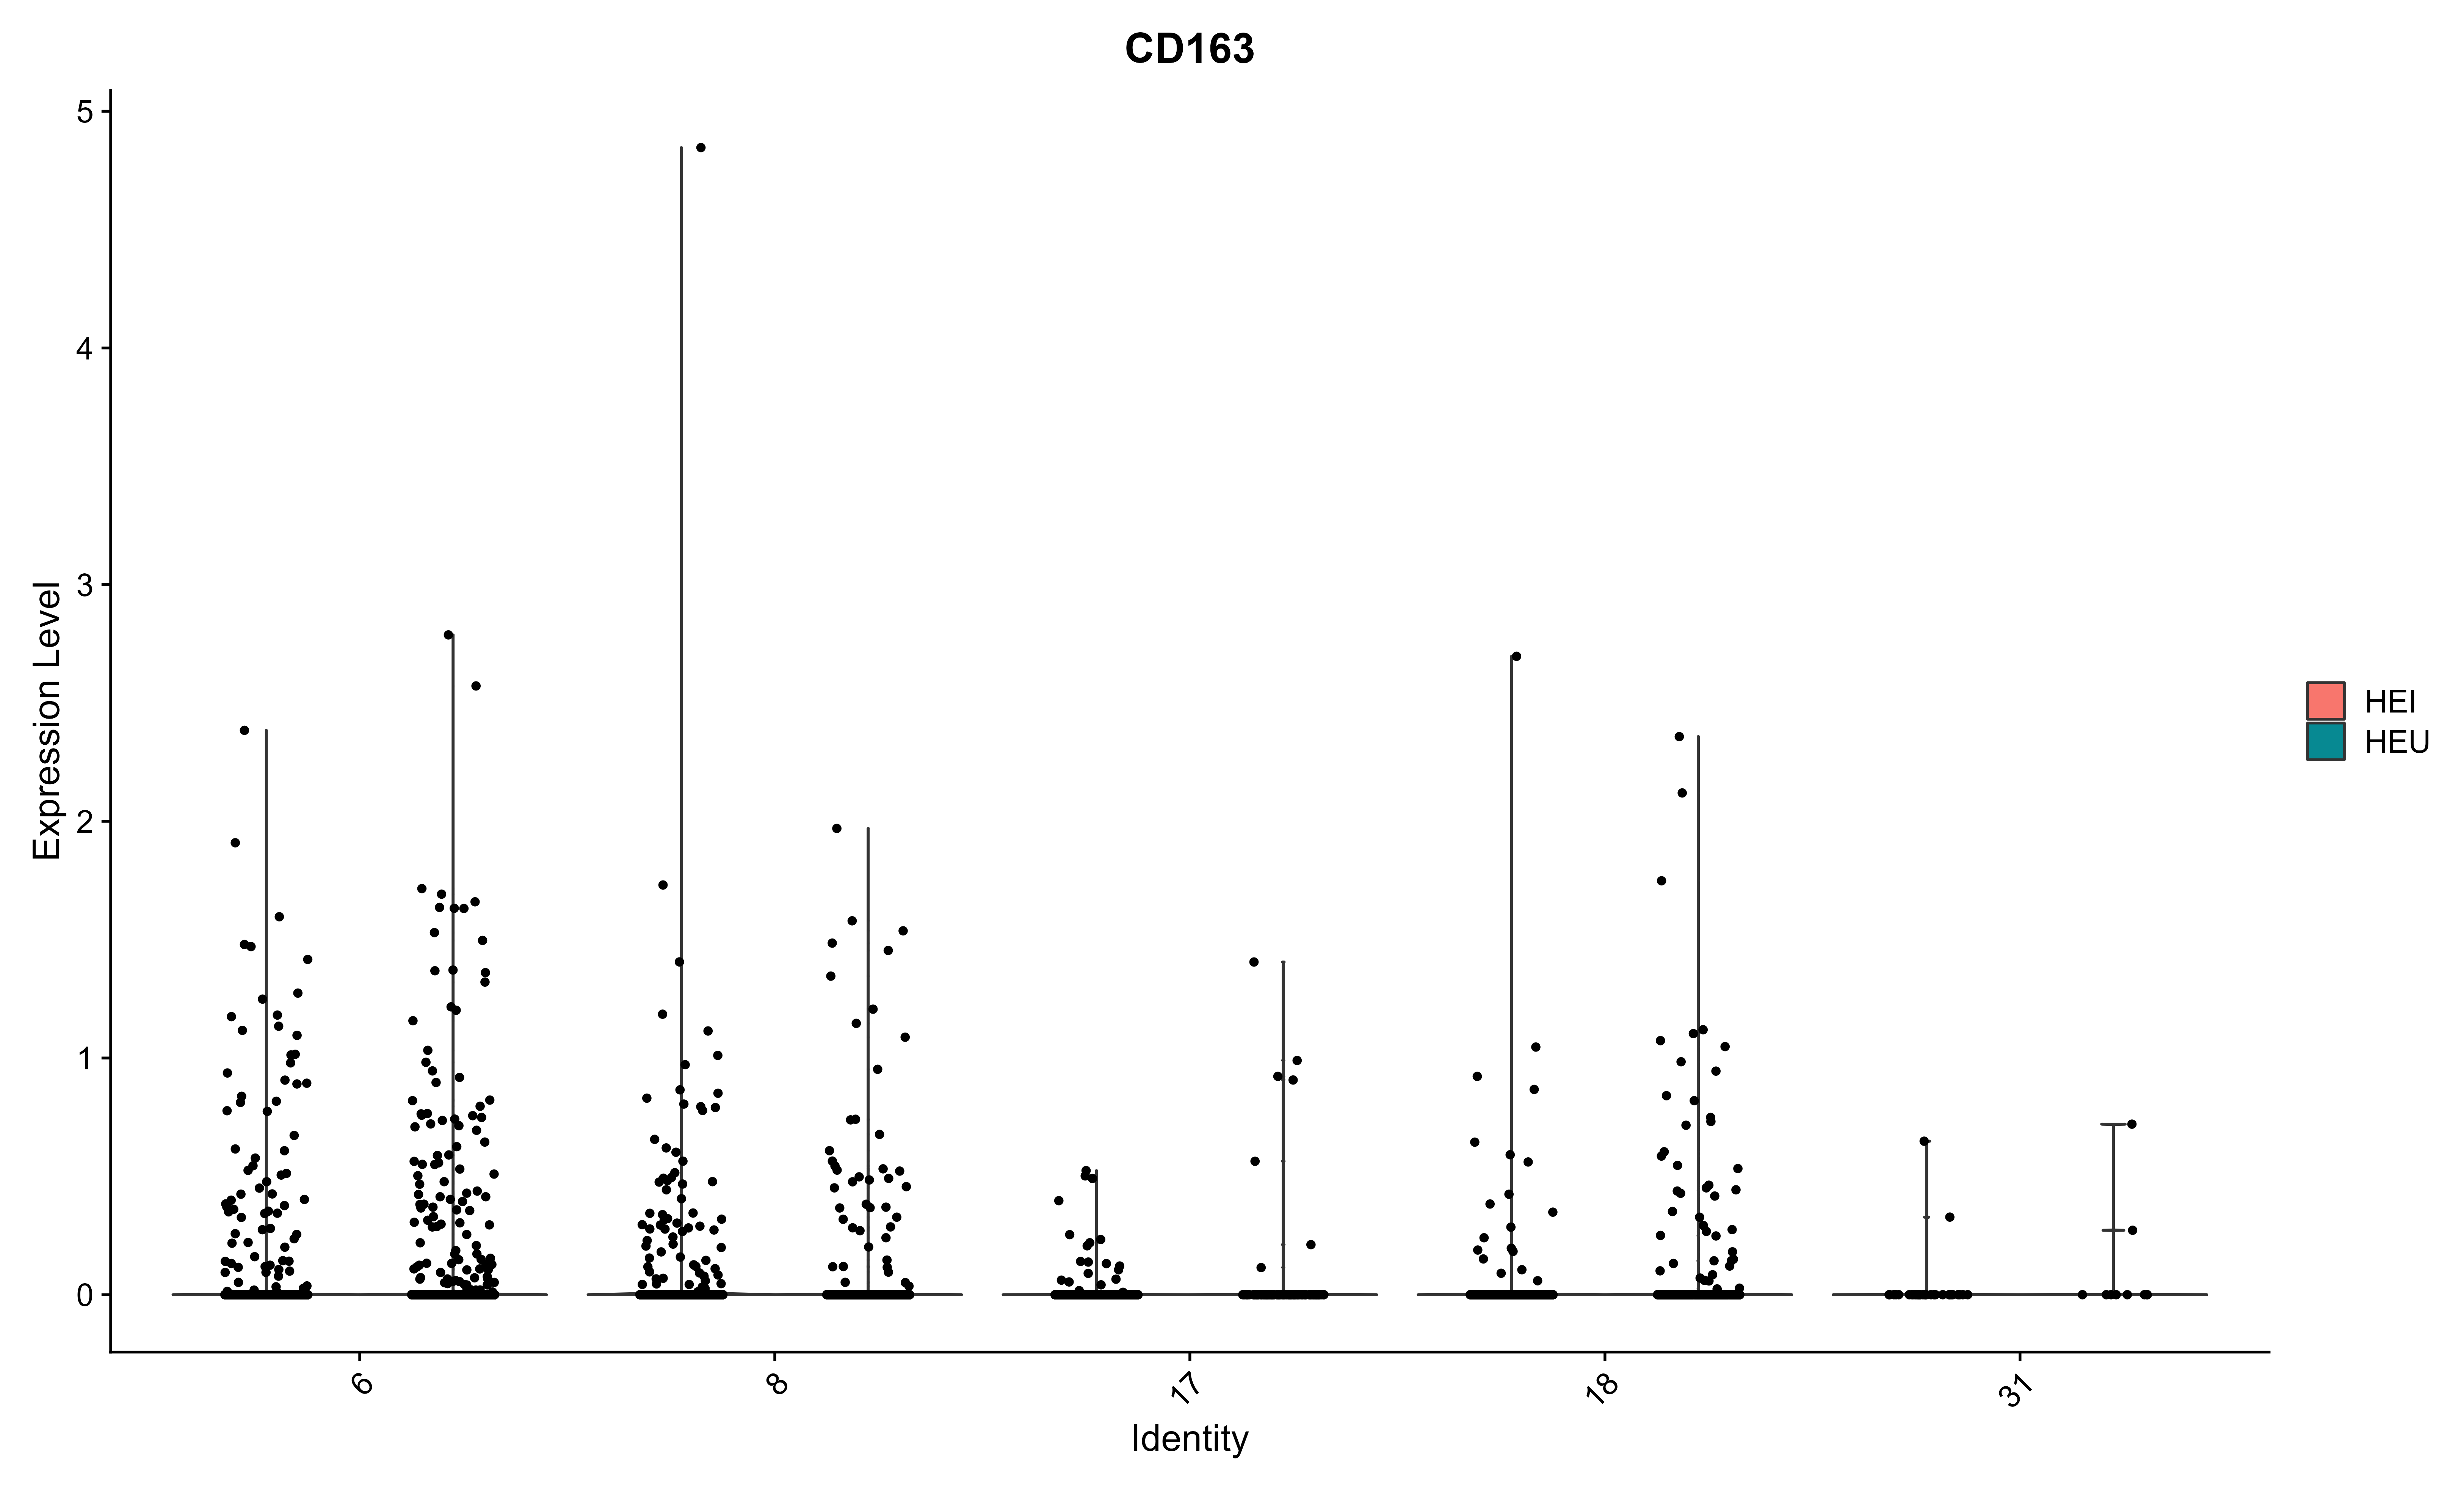 CD163
Expression Level
5
4
3
2
1
0
6
8
17
18
31
Identity
HEI
HEU